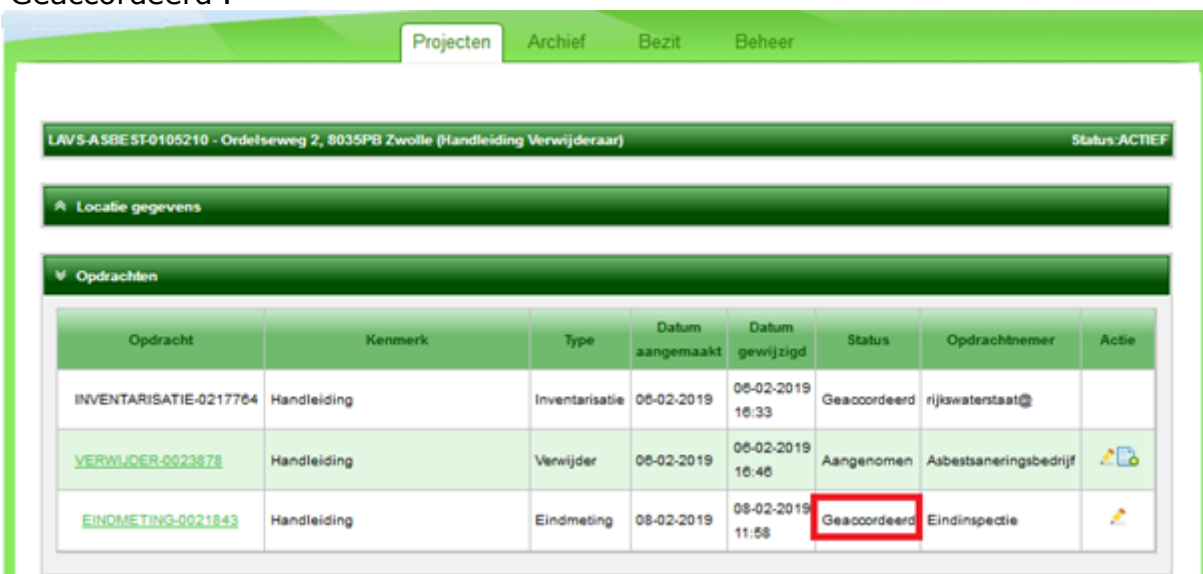 Geaccordeerd .
Projecten Archief Bezit Beheer
LAVS-ASBEST-0105210 - Ordelseweg 2, 8035PB Zwolle (Handleiding Verwijderaar) Status:ACTIEF
Locatie gegevens
Opdrachten
Opdracht Kenmerk Type Datum aangemaakt Datum gewijzigd Status Opdrachtnemer Actie
INVENTARISATIE-0217764 Handleiding Inventarisatie 06-02-2019 06-02-2019 16:33 Geaccordeerd rijkswaterstaat@
VERWIJDER-0023878 Handleiding Verwijder 06-02-2019 06-02-2019 16:46 Aangenomen Asbestsaneringsbedrijf
EINDMETING-0021843 Handleiding Eindmeting 08-02-2019 08-02-2019 11:58 Geaccordeerd Eindinspectie